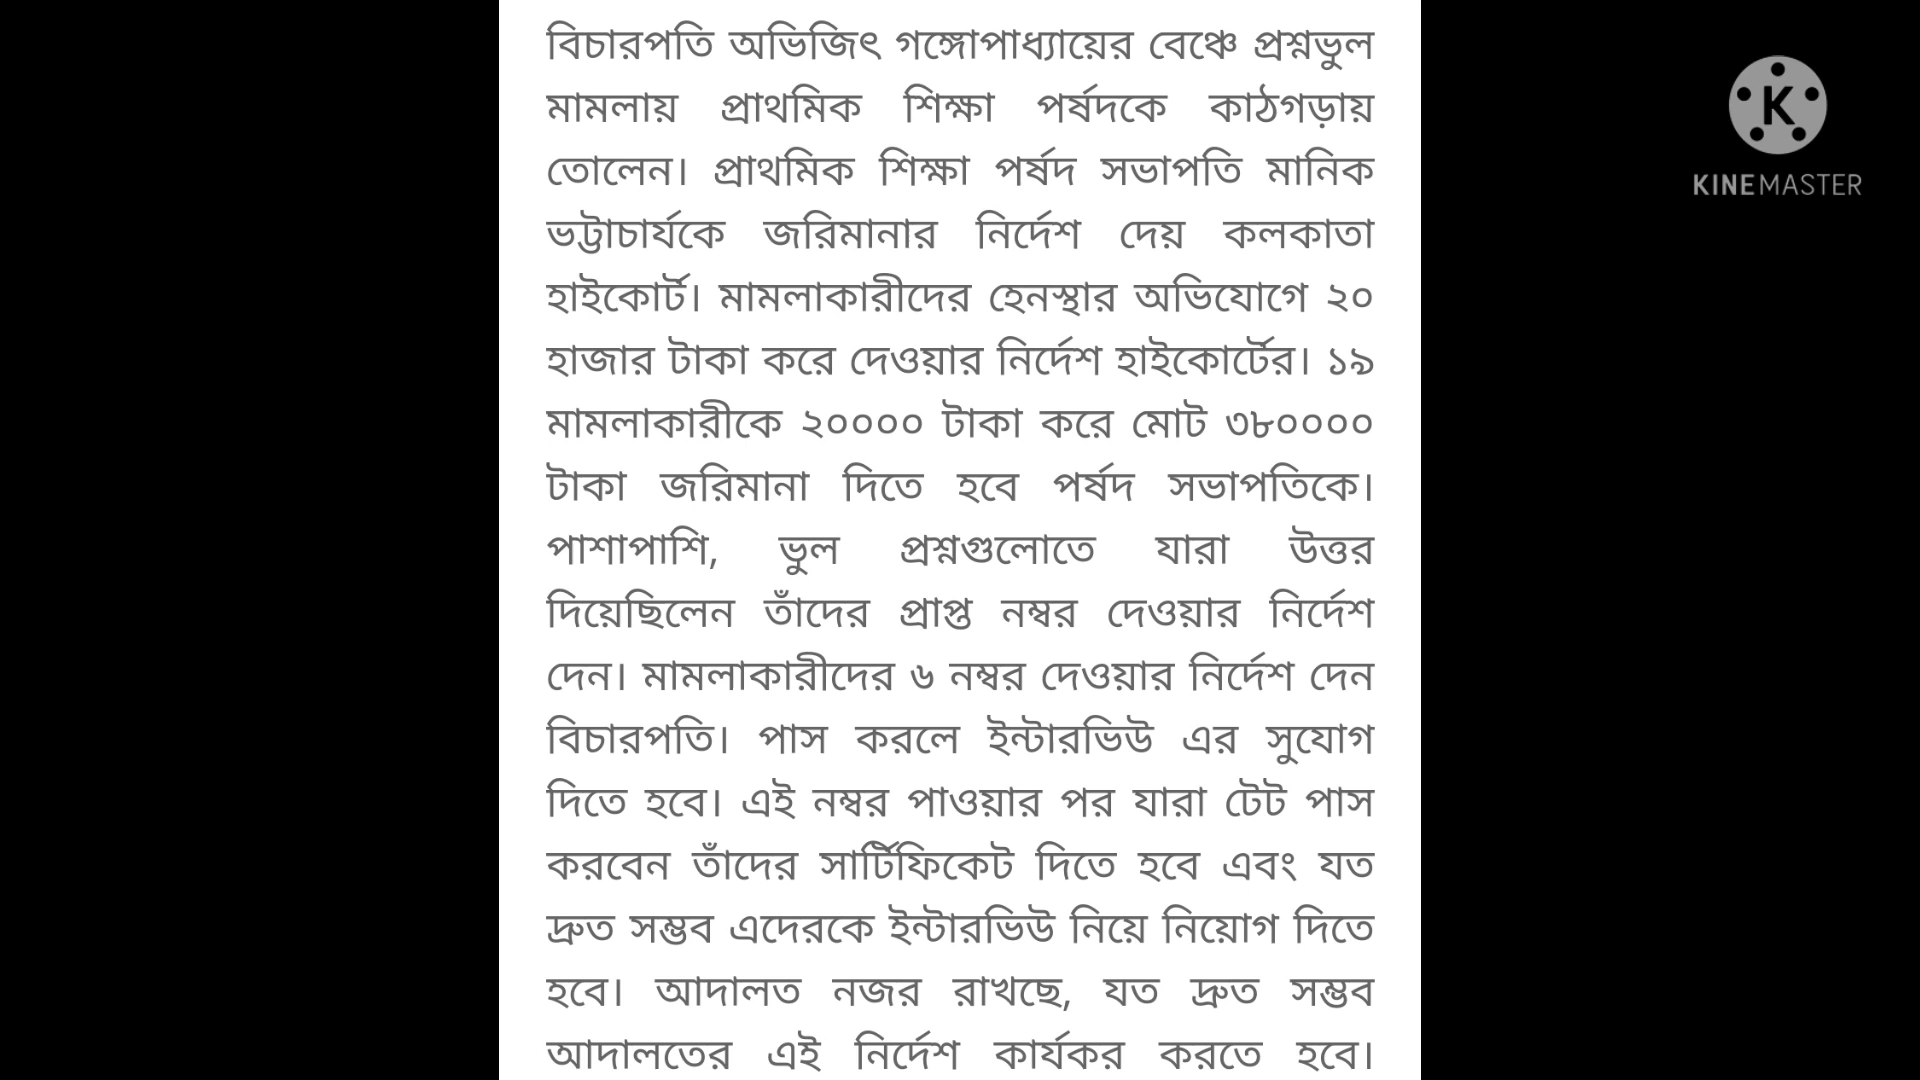 বিচারপতি অভিজিৎ গঙ্গোপাধ্যায়ের বেঞ্চে প্রশ্নভুল
মামলায় প্রাথমিক শিক্ষা পর্ষদকে কাঠগড়ায়
তোলেন। প্রাথমিক শিক্ষা পর্ষদ সভাপতি মানিক
ভট্টাচার্যকে জরিমানার নির্দেশ দেয় কলকাতা
হাইকোর্ট। মামলাকারীদের হেনস্থার অভিযোগে ২০
হাজার টাকা করে দেওয়ার নির্দেশ হাইকোর্টের। ১৯
মামলাকারীকে ২০০০০ টাকা করে মোট ৩৮০০০০
টাকা জরিমানা দিতে হবে পর্ষদ সভাপতিকে।
পাশাপাশি, ভুল প্রশ্নগুলোতে যারা উত্তর
দিয়েছিলেন তাঁদের প্রাপ্ত নম্বর দেওয়ার নির্দেশ
দেন। মামলাকারীদের ৬ নম্বর দেওয়ার নির্দেশ দেন
বিচারপতি। পাস করলে ইন্টারভিউ এর সুযোগ
দিতে হবে। এই নম্বর পাওয়ার পর যারা টেট পাস
করবেন তাঁদের সার্টিফিকেট দিতে হবে এবং যত
দ্রুত সম্ভব এদেরকে ইন্টারভিউ নিয়ে নিয়োগ দিতে
হবে। আদালত নজর রাখছে, যত দ্রুত সম্ভব
আদালতের এই নির্দেশ কার্যকর করতে হবে।
K
KINEMASTER